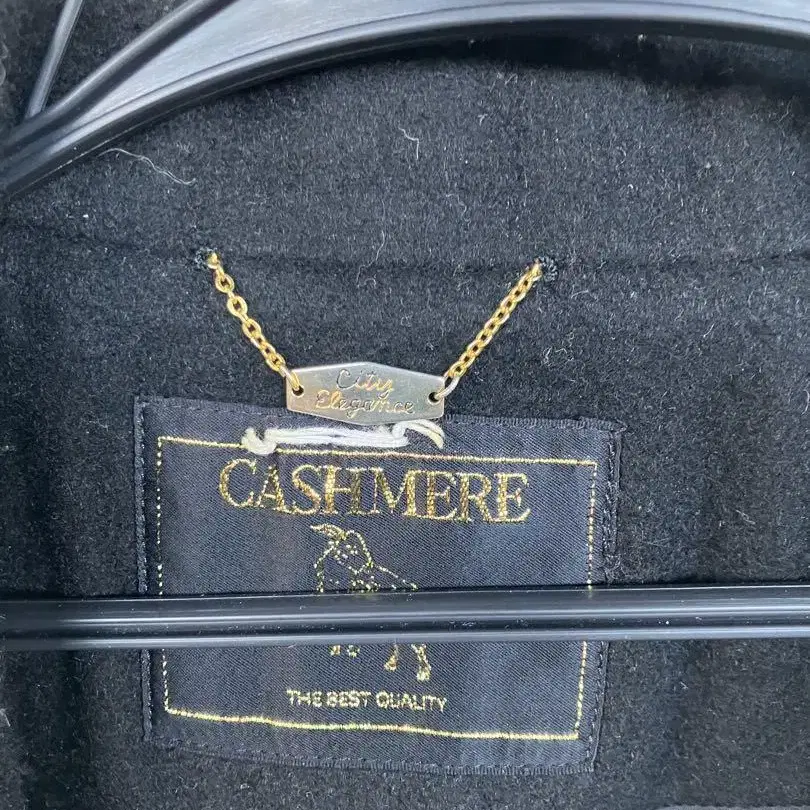 City
Elegance
CASHMERE
THE BEST QUALITY